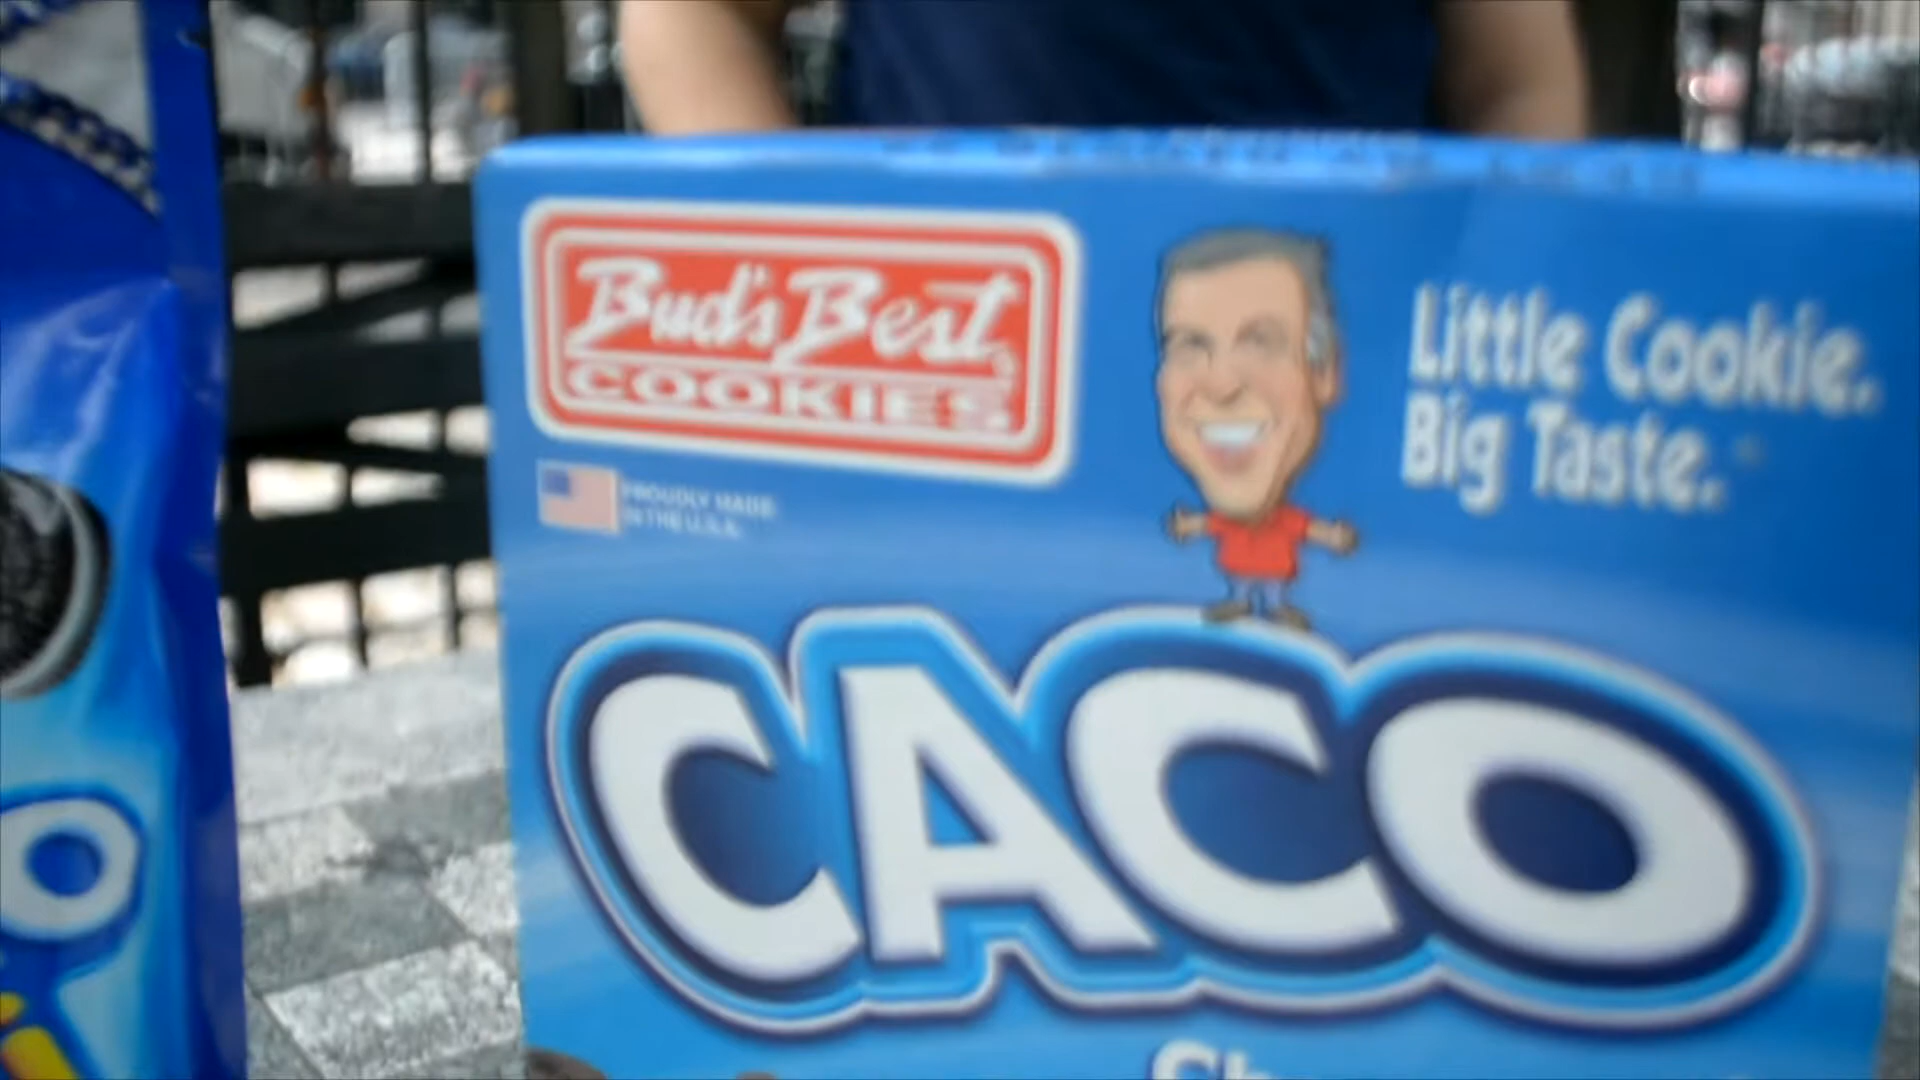 Bud's Best
COOKIES
PROUDLY MADE
IN THE U.S.A.
Little Cookie.
Big Taste.
CACO
O